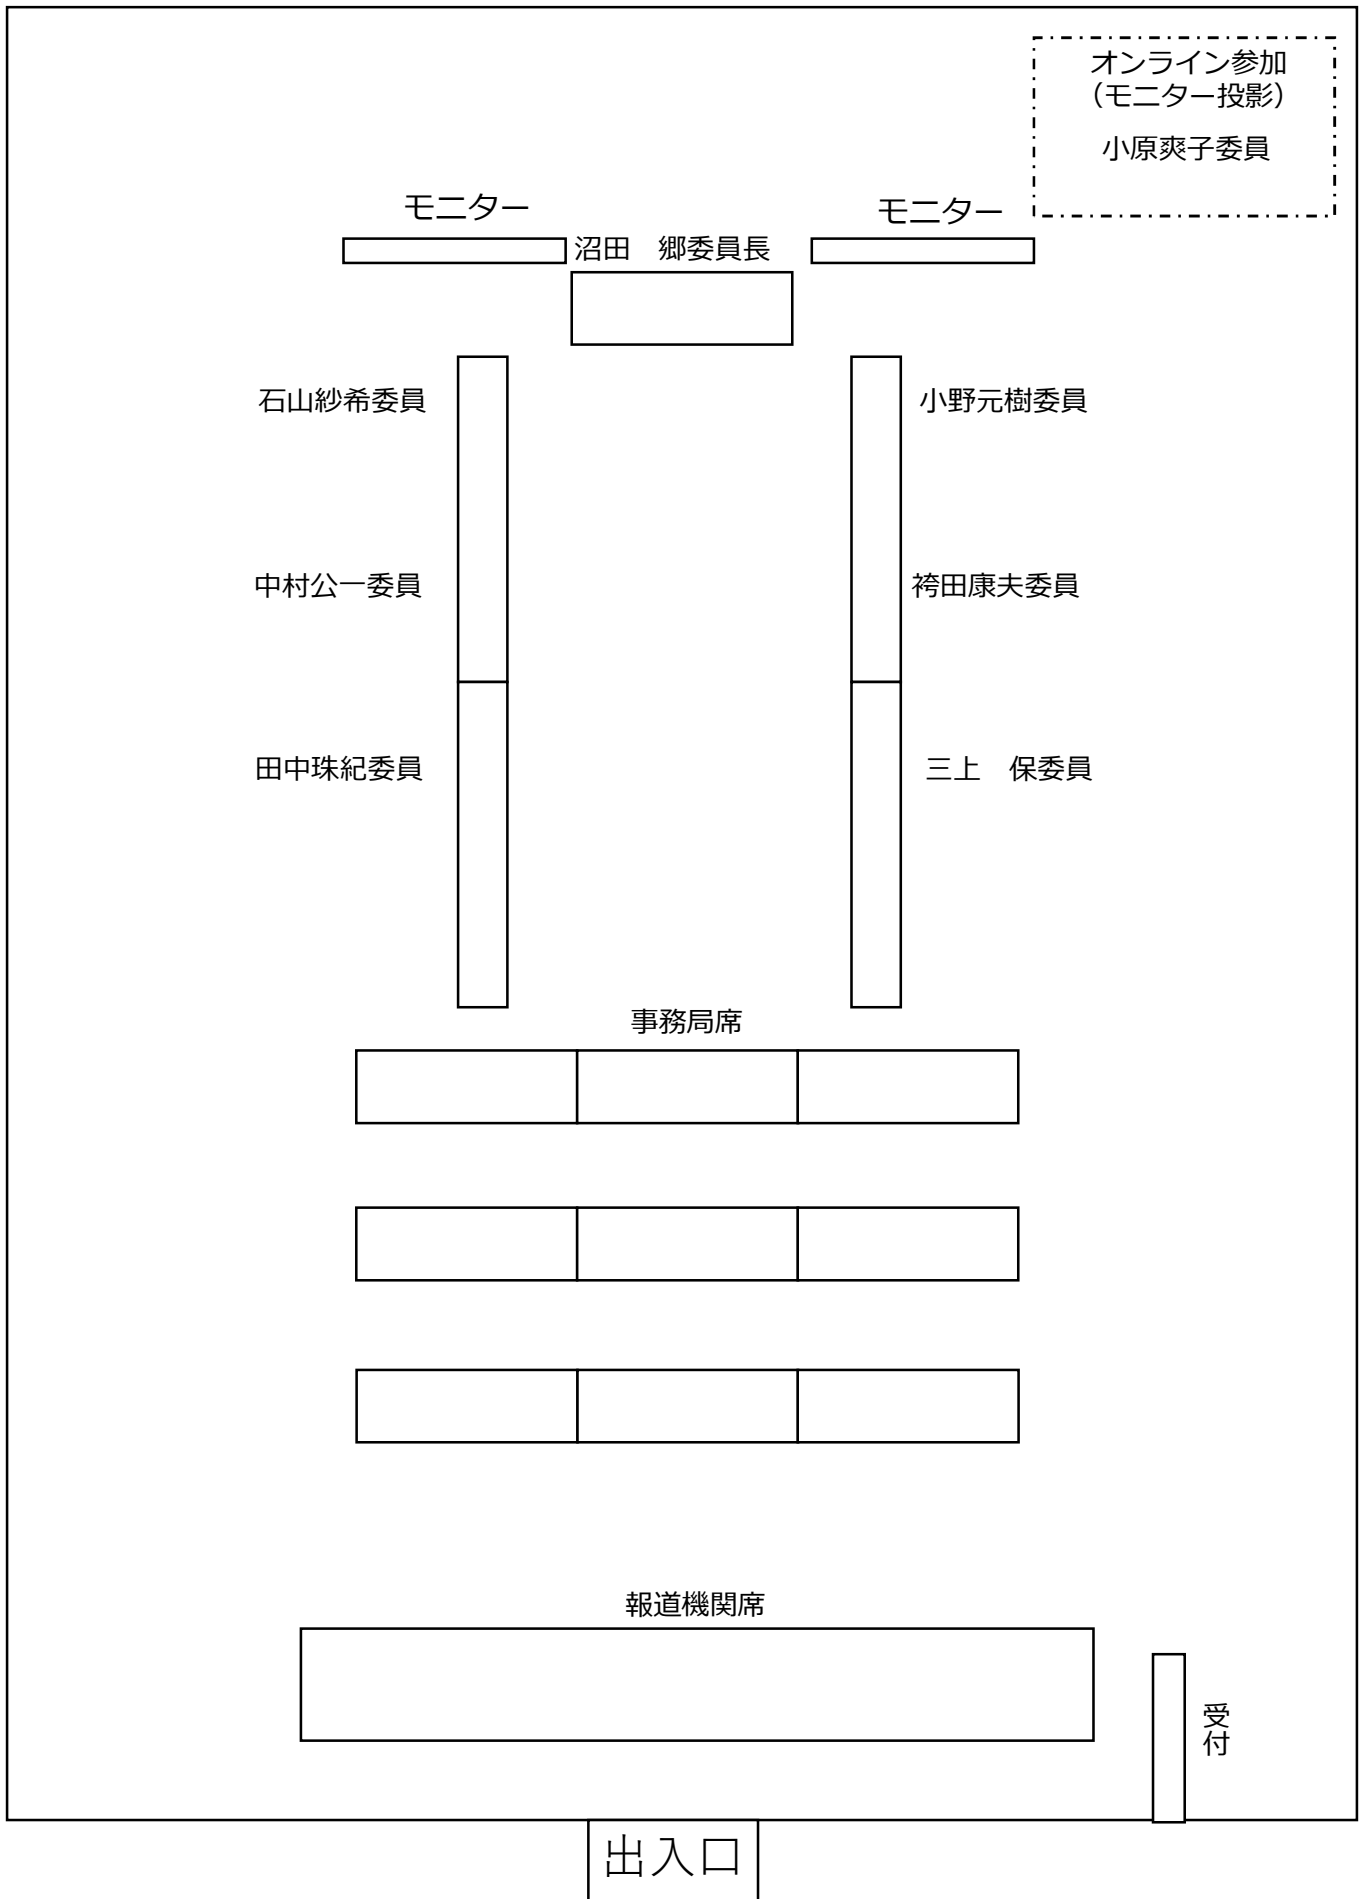 オンライン参加
（モニター投影）
小原爽子委員
モニター
モニター
沼田　郷委員長
石山紗希委員
小野元樹委員
中村公一委員
袴田康夫委員
田中珠紀委員
三上　保委員
事務局席
報道機関席
受付
出入口